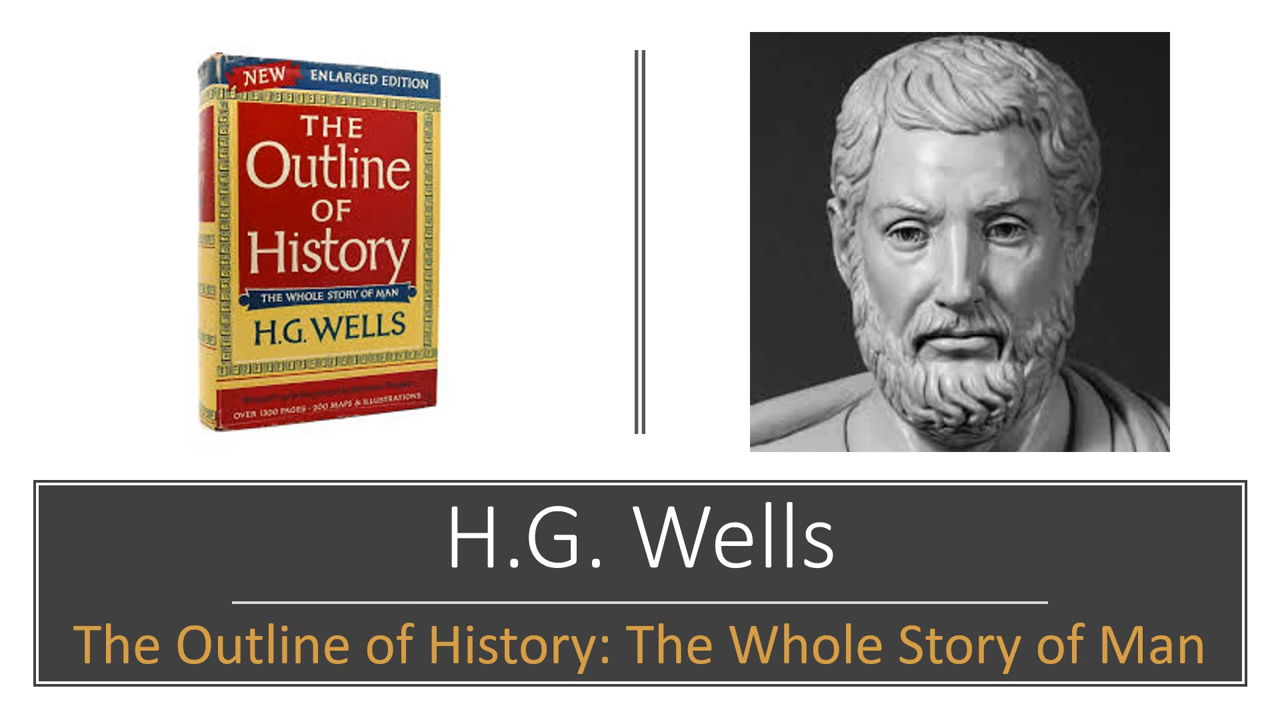 NEW ENLARGED EDITION
THE
Outline
OF
History
THE WHOLE STORY OF MAN
H.G. WELLS
OVER 1300 PAGES · 200 MAPS & ILLUSTRATIONS
H.G. Wells
The Outline of History: The Whole Story of Man